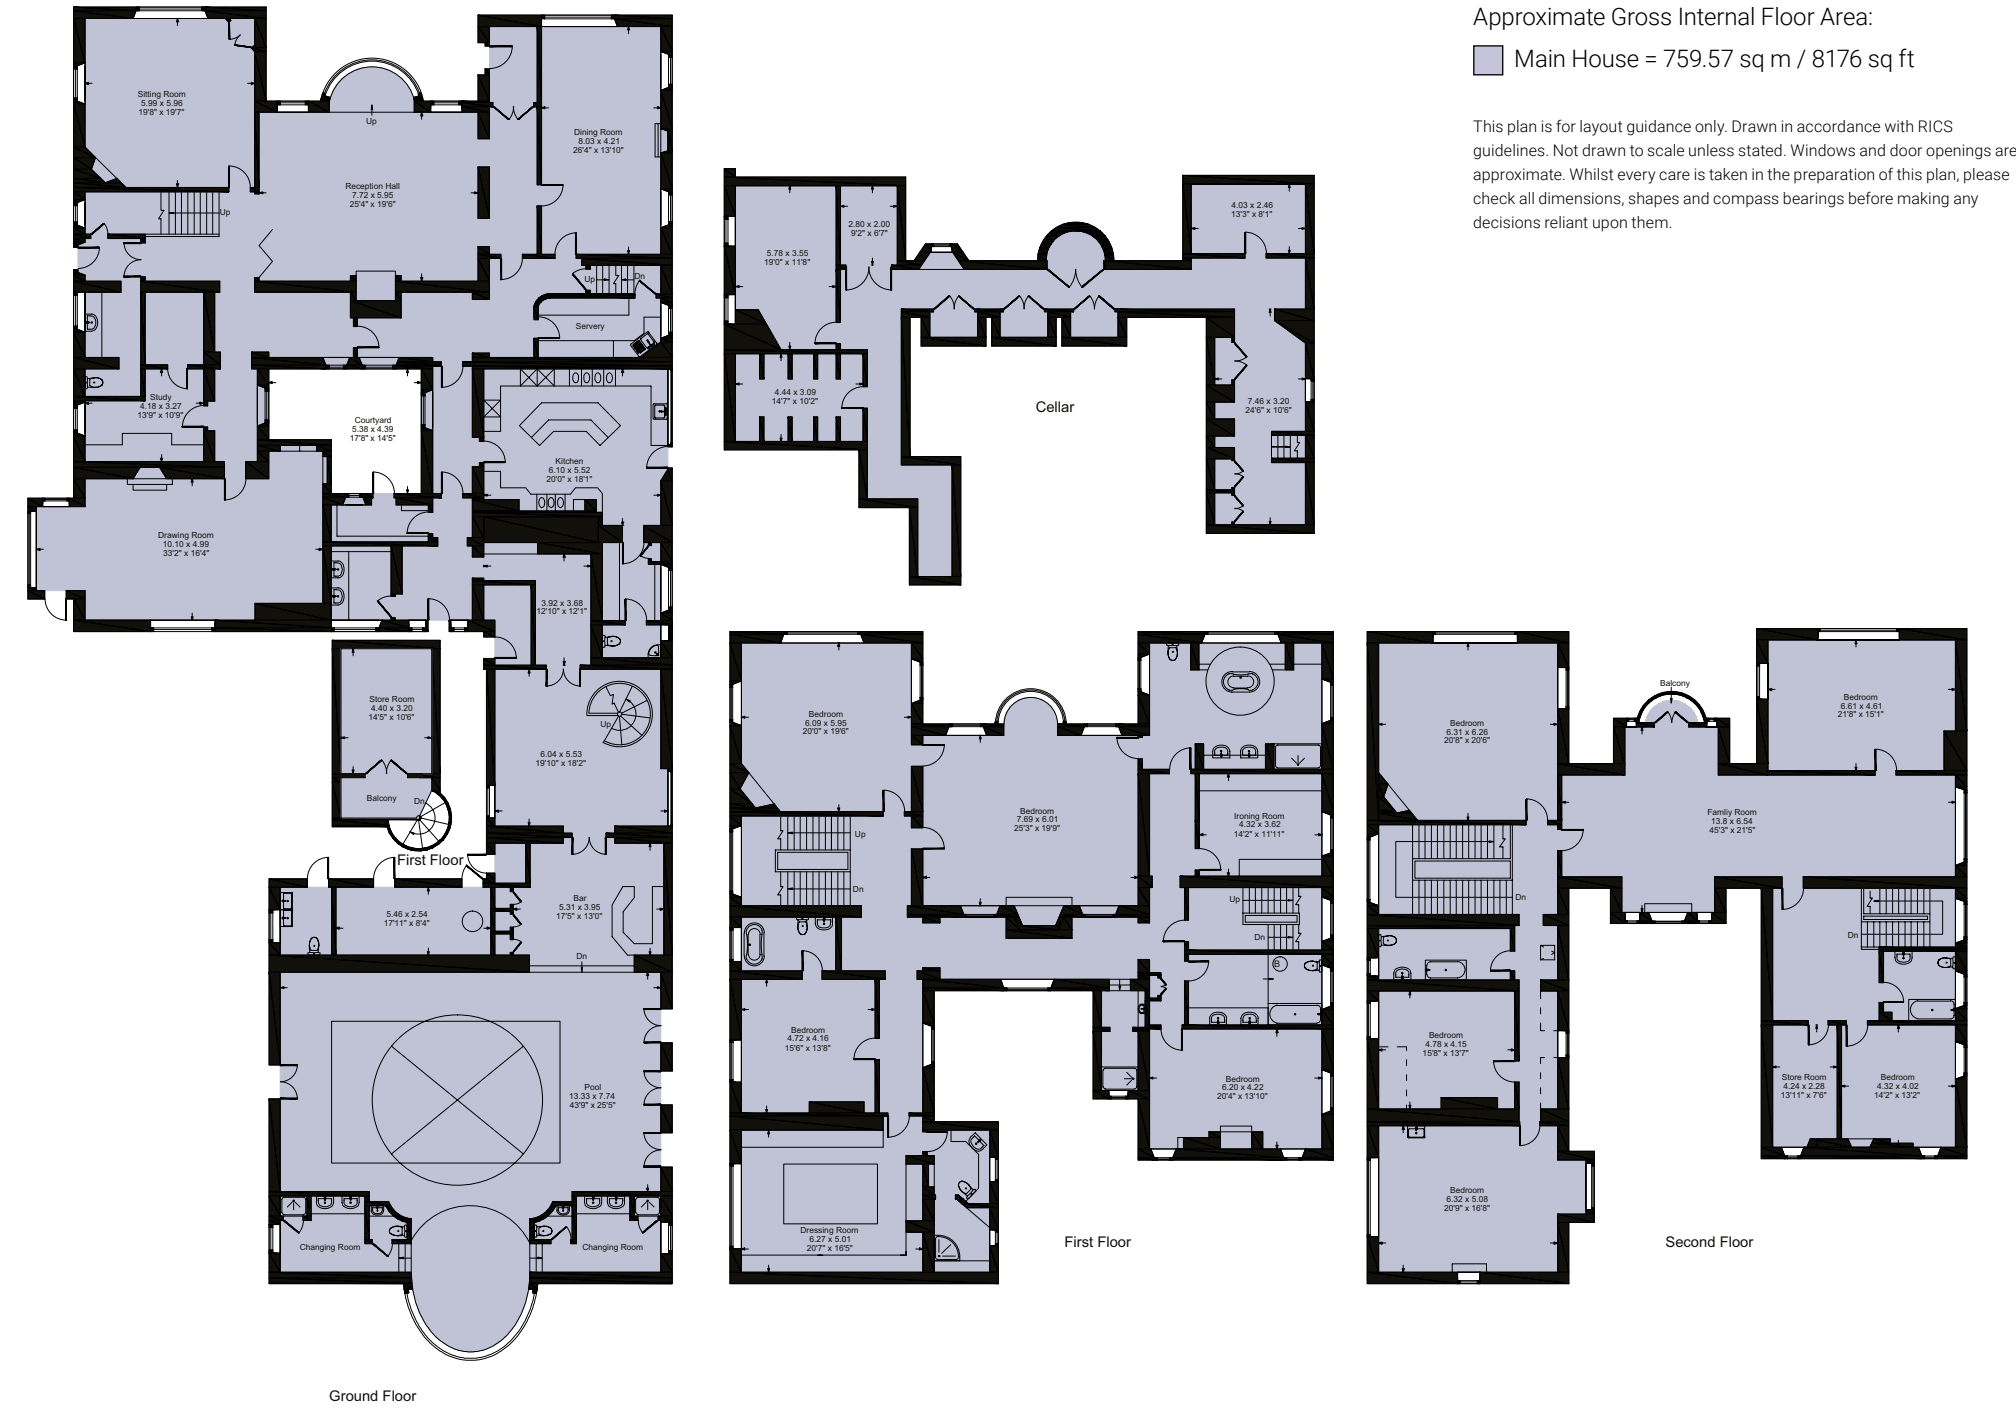 Approximate Gross Internal Floor Area:
Main House = 759.57 sq m / 8176 sq ft
This plan is for layout guidance only. Drawn in accordance with RICS
guidelines. Not drawn to scale unless stated. Windows and door openings are
approximate. Whilst every care is taken in the preparation of this plan, please
check all dimensions, shapes and compass bearings before making any
decisions reliant upon them.
Sitting Room
5.99 x 5.96
19'8" x 19'7"
Up
Dining Room
8.03 x 4.21
26'4" x 13'10"
Reception Hall
7.72 x 5.95
25'4" x 19'6"
Up
Up
Dn
Servery
Study
4.18 x 3.27
13'9" x 10'9"
Courtyard
5.38 x 4.39
17'8" x 14'5"
Kitchen
6.10 x 5.52
20'0" x 18'1"
Drawing Room
10.10 x 4.99
33'2" x 16'4"
3.92 x 3.68
12'10" x 12'1"
Store Room
4.40 x 3.20
14'5" x 10'6"
Balcony
Dn
First Floor
Up
6.04 x 5.53
19'10" x 18'2"
Bar
5.31 x 3.95
17'5" x 13'0"
5.46 x 2.54
17'11" x 8'4"
Dn
Pool
13.33 x 7.74
43'9" x 25'5"
Changing Room
Changing Room
Ground Floor
5.78 x 3.55
19'0" x 11'8"
2.80 x 2.00
9'2" x 6'7"
4.03 x 2.46
13'3" x 8'1"
4.44 x 3.09
14'7" x 10'2"
7.46 x 3.20
24'6" x 10'6"
Cellar
Bedroom
6.09 x 5.95
20'0" x 19'6"
Bedroom
7.69 x 6.01
25'3" x 19'9"
Ironing Room
4.32 x 3.62
14'2" x 11'11"
Up
Dn
Up
Dn
B
Bedroom
4.72 x 4.16
15'6" x 13'8"
Bedroom
6.20 x 4.22
20'4" x 13'10"
Dressing Room
6.27 x 5.01
20'7" x 16'5"
First Floor
Bedroom
6.31 x 6.26
20'8" x 20'6"
Balcony
Bedroom
6.61 x 4.61
21'8" x 15'1"
Famliy Room
13.8 x 6.54
45'3" x 21'5"
Dn
Dn
Bedroom
4.78 x 4.15
15'8" x 13'7"
Store Room
4.24 x 2.28
13'11" x 7'6"
Bedroom
4.32 x 4.02
14'2" x 13'2"
Bedroom
6.32 x 5.08
20'9" x 16'8"
Second Floor